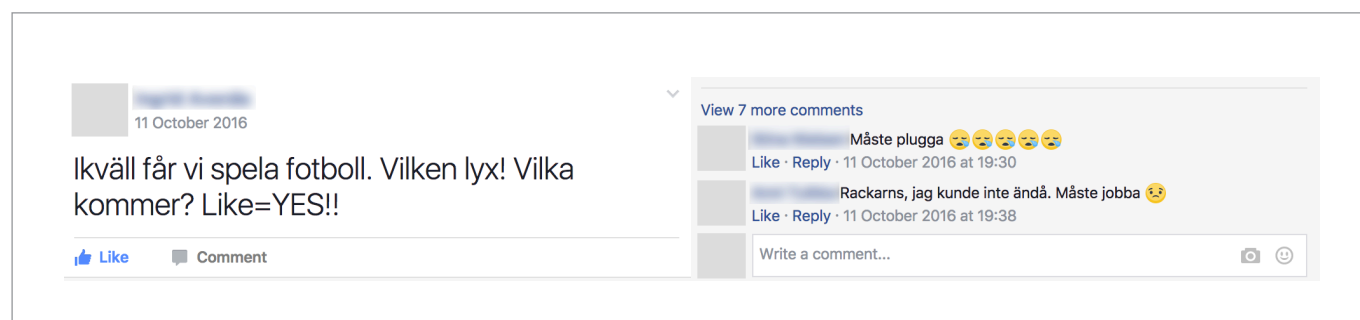 11 October 2016
Ikväll får vi spela fotboll. Vilken lyx! Vilka
kommer? Like=YES!!
Like Comment
View 7 more comments
Måste plugga 😪😪😪😪😪
Like · Reply · 11 October 2016 at 19:30
Rackarns, jag kunde inte ändå. Måste jobba 😟
Like · Reply · 11 October 2016 at 19:38
Write a comment...